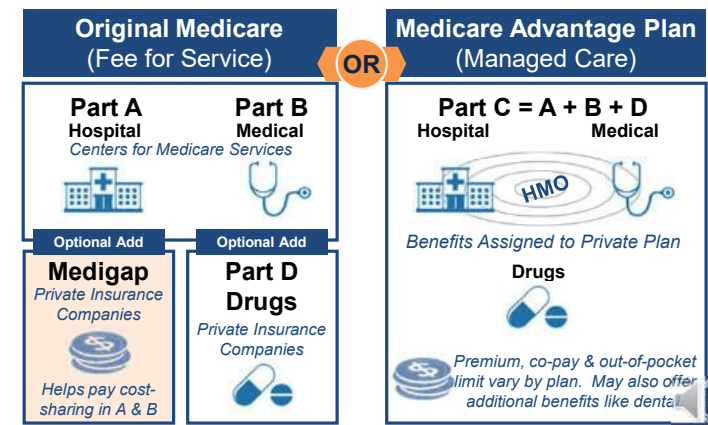 Original Medicare
(Fee for Service)
OR
Medicare Advantage Plan
(Managed Care)
Part A
Hospital
Part B
Medical
Centers for Medicare Services
Optional Add
Medigap
Private Insurance
Companies
$
Helps pay cost-
sharing in A & B
Optional Add
Part D
Drugs
Private Insurance
Companies
Part C = A + B + D
Hospital
Medical
HMO
Benefits Assigned to Private Plan
Drugs
$
Premium, co-pay & out-of-pocket
limit vary by plan. May also offer
additional benefits like dental